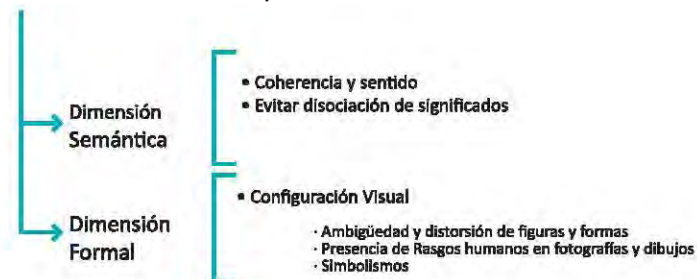 Dimensión
Semántica
• Coherencia y sentido
• Evitar disociación de significados
Dimensión
Formal
• Configuración Visual
· Ambigüedad y distorsión de figuras y formas
· Presencia de Rasgos humanos en fotografías y dibujos
· Simbolismos